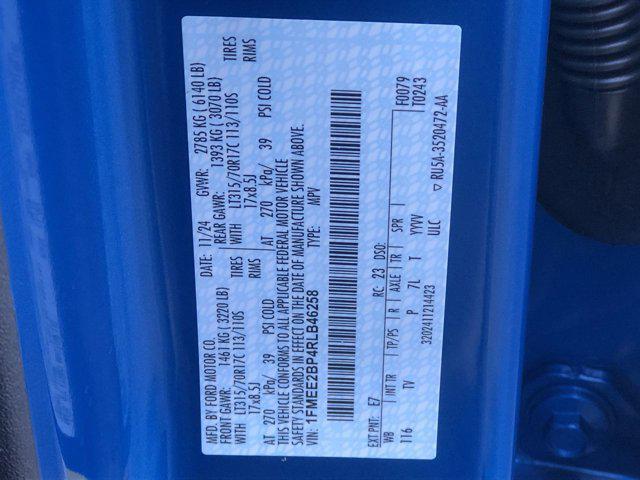 MFD. BY FORD MOTOR CO.
DATE: 11/24 GVWR: 2785 KG ( 6140 LB)
FRONT GAWR: 1461 KG ( 3220 LB) REAR GAWR: 1393 KG ( 3070 LB)
WITH LT315/70R17C 113/110S TIRES WITH LT315/70R17C 113/110S TIRES
17x8.5J RIMS 17x8.5J RIMS
AT 270 kPa/ 39 PSI COLD AT 270 kPa/ 39 PSI COLD
THIS VEHICLE CONFORMS TO ALL APPLICABLE FEDERAL MOTOR VEHICLE
SAFETY STANDARDS IN EFFECT ON THE DATE OF MANUFACTURE SHOWN ABOVE.
VIN: 1FMEE2BP4RLB46258 TYPE: MPV
F0079
T0243
EXT PNT: E7 RC: 23 DSO:
WB INT TR TP/PS R AXLE TR SPR
116 TV P 7L T YYVV
3202411214423 ULC ▽ RU5A-3520472-AA